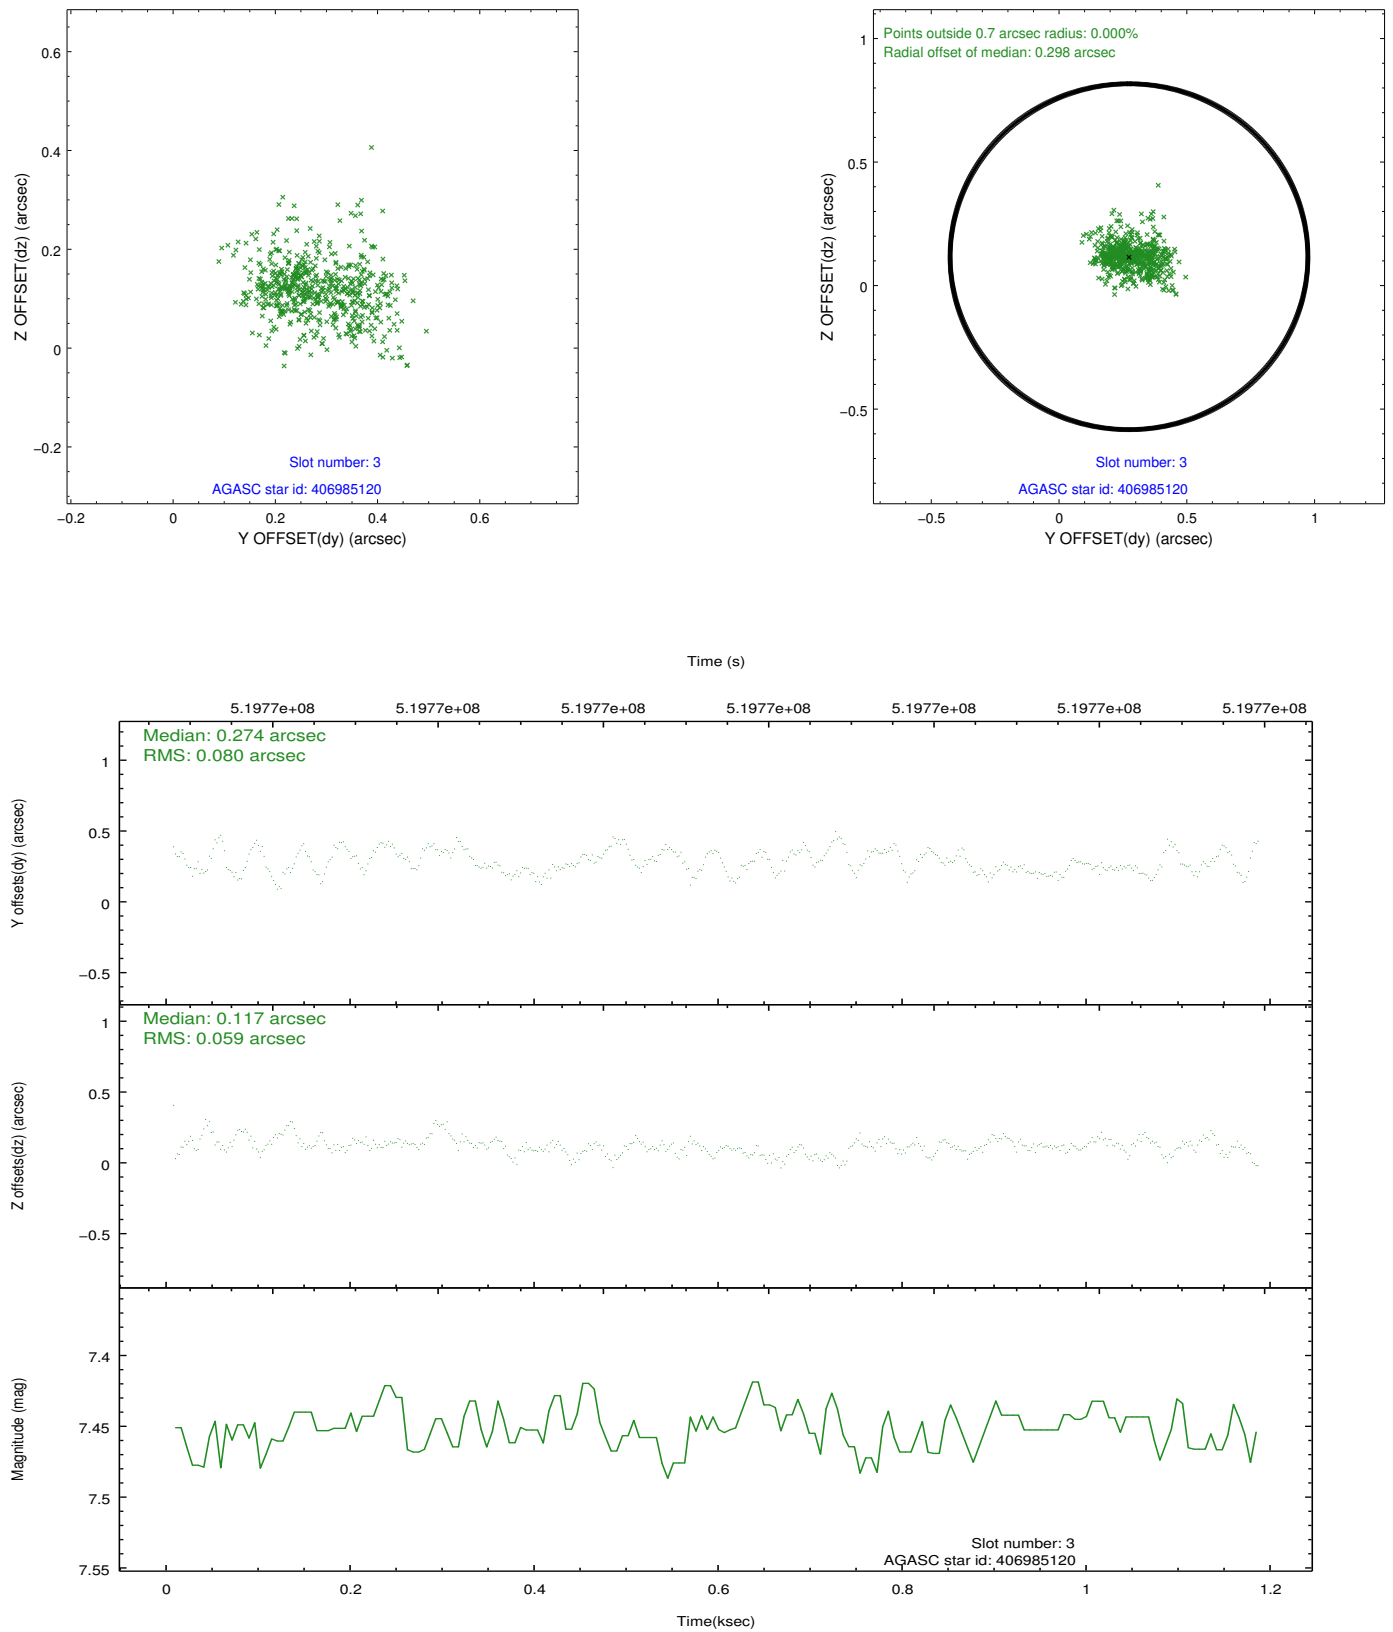 0.6
0.4
0.2
0
−0.2
Z OFFSET(dz) (arcsec)
Slot number: 3
AGASC star id: 406985120
−0.2 0 0.2 0.4 0.6
Y OFFSET(dy) (arcsec)
Points outside 0.7 arcsec radius: 0.000%
Radial offset of median: 0.298 arcsec
1
0.5
0
−0.5
Z OFFSET(dz) (arcsec)
Slot number: 3
AGASC star id: 406985120
−0.5 0 0.5 1
Y OFFSET(dy) (arcsec)
Time (s)
5.1977e+08 5.1977e+08 5.1977e+08 5.1977e+08 5.1977e+08 5.1977e+08 5.1977e+08
Median: 0.274 arcsec
RMS: 0.080 arcsec
1
0.5
0
−0.5
Y offsets(dy) (arcsec)
Median: 0.117 arcsec
RMS: 0.059 arcsec
1
0.5
0
−0.5
Z offsets(dz) (arcsec)
7.4
7.45
7.5
7.55
Magnitude (mag)
Slot number: 3
AGASC star id: 406985120
0 0.2 0.4 0.6 0.8 1 1.2
Time(ksec)